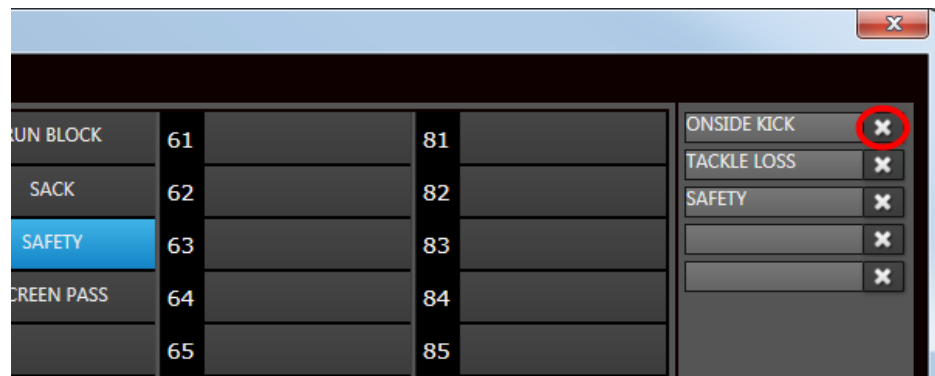 RUN BLOCK 61 81 ONSIDE KICK
TACKLE LOSS
SACK 62 82 SAFETY
SAFETY 63 83
CREEN PASS 64 84
65 85